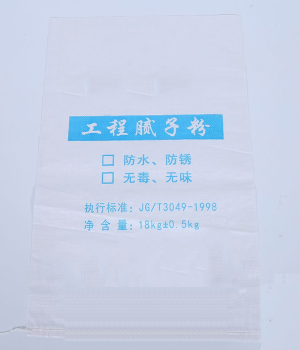 工程腻子粉
□ 防水、防锈
□ 无毒、无味
执行标准：JG/T3049-1998
净 含 量：18kg±0.5kg